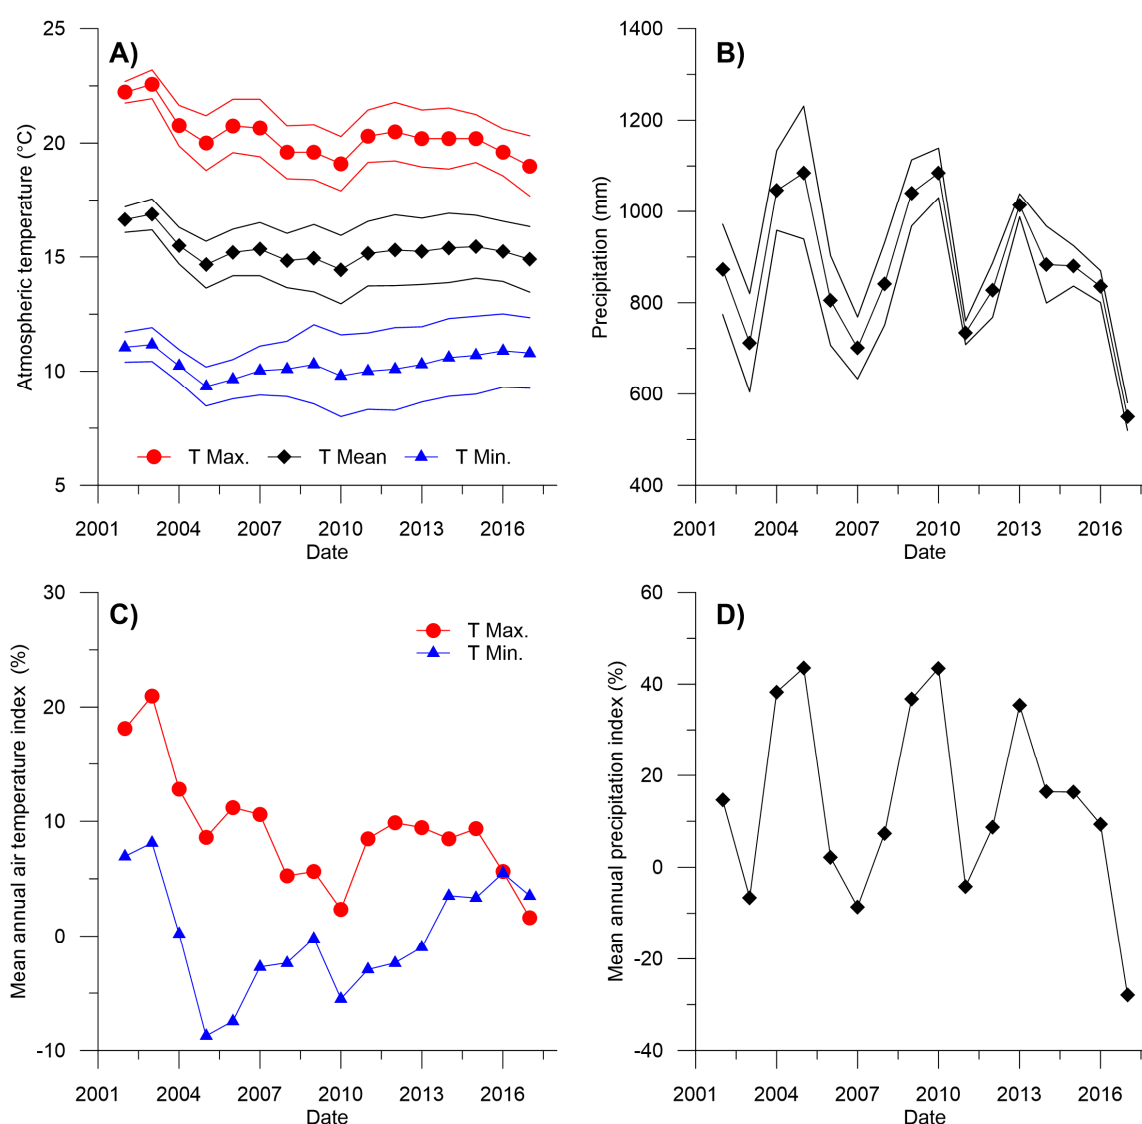 A)
Atmospheric temperature (°C)
25
20
15
10
5
T Max. T Mean T Min.
2001 2004 2007 2010 2013 2016
Date
B)
Precipitation (mm)
1400
1200
1000
800
600
400
2001 2004 2007 2010 2013 2016
Date
C)
Mean annual air temperature index (%)
30
20
10
0
-10
T Max.
T Min.
2001 2004 2007 2010 2013 2016
Date
D)
Mean annual precipitation index (%)
60
40
20
0
-20
-40
2001 2004 2007 2010 2013 2016
Date